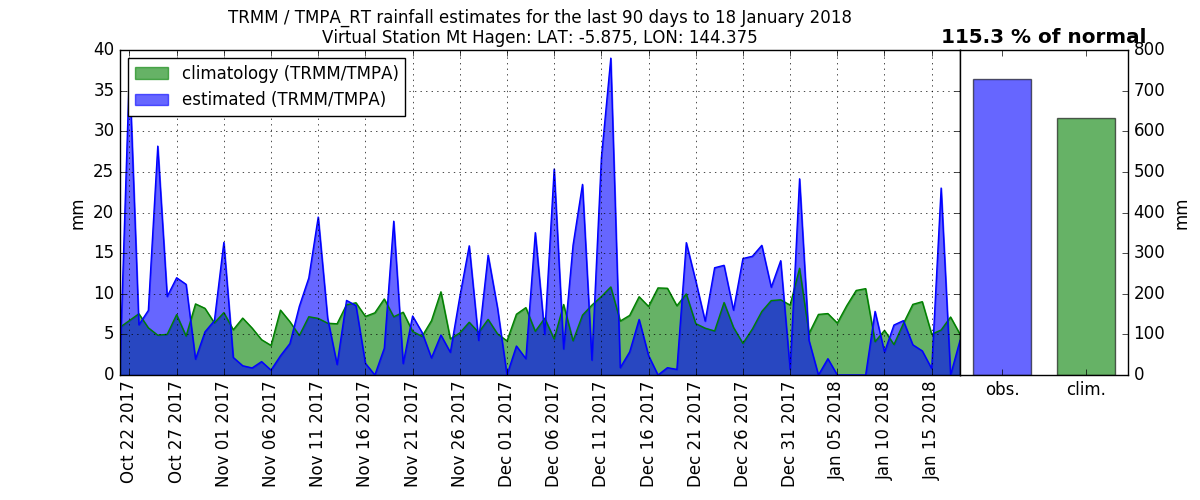 TRMM / TMPA_RT rainfall estimates for the last 90 days to 18 January 2018
Virtual Station Mt Hagen: LAT: -5.875, LON: 144.375
115.3 % of normal
climatology (TRMM/TMPA)
estimated (TRMM/TMPA)
40
35
30
25
20
15
10
5
0
mm
800
700
600
500
400
300
200
100
0
mm
Oct 22 2017
Oct 27 2017
Nov 01 2017
Nov 06 2017
Nov 11 2017
Nov 16 2017
Nov 21 2017
Nov 26 2017
Dec 01 2017
Dec 06 2017
Dec 11 2017
Dec 16 2017
Dec 21 2017
Dec 26 2017
Dec 31 2017
Jan 05 2018
Jan 10 2018
Jan 15 2018
obs.
clim.